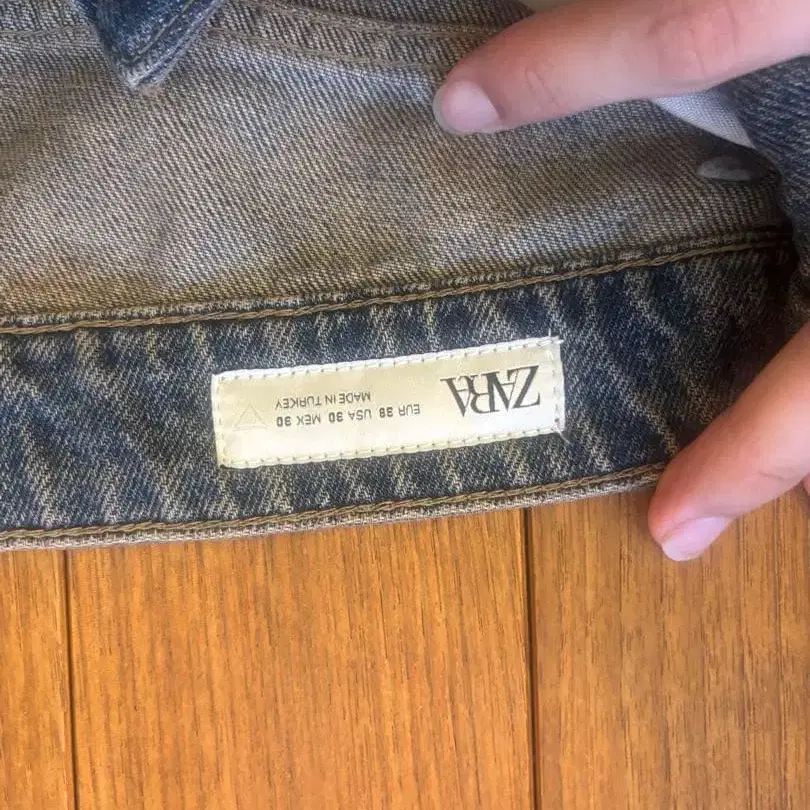 ZARA
EUR 38 USA 30 MEX 30
MADE IN TURKEY